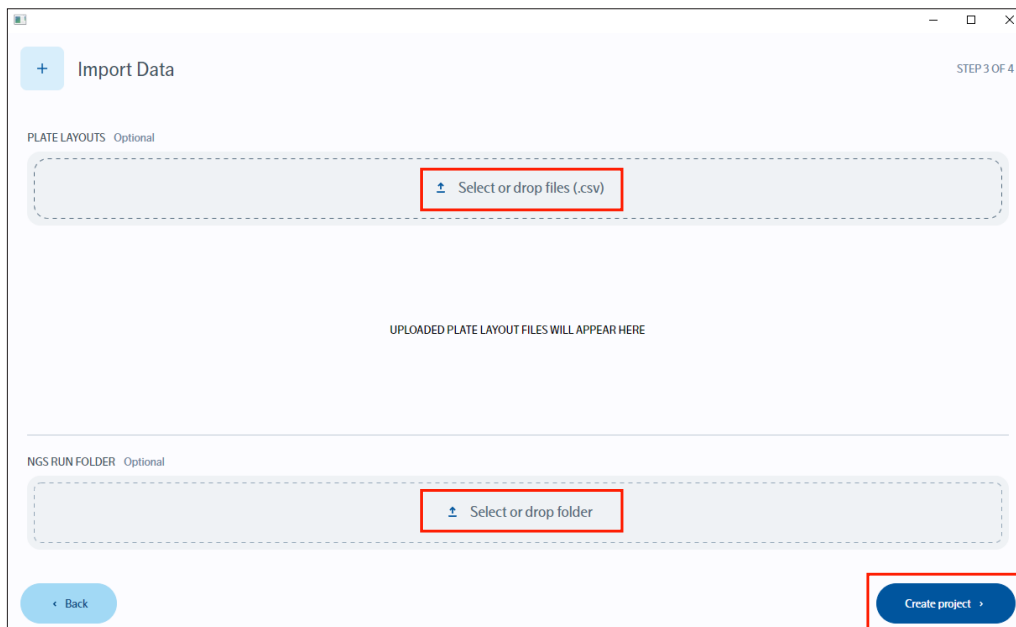 + Import Data STEP 3 OF 4
PLATE LAYOUTS Optional
Select or drop files (.csv)
UPLOADED PLATE LAYOUT FILES WILL APPEAR HERE
NGS RUN FOLDER Optional
Select or drop folder
‹ Back
Create project ›